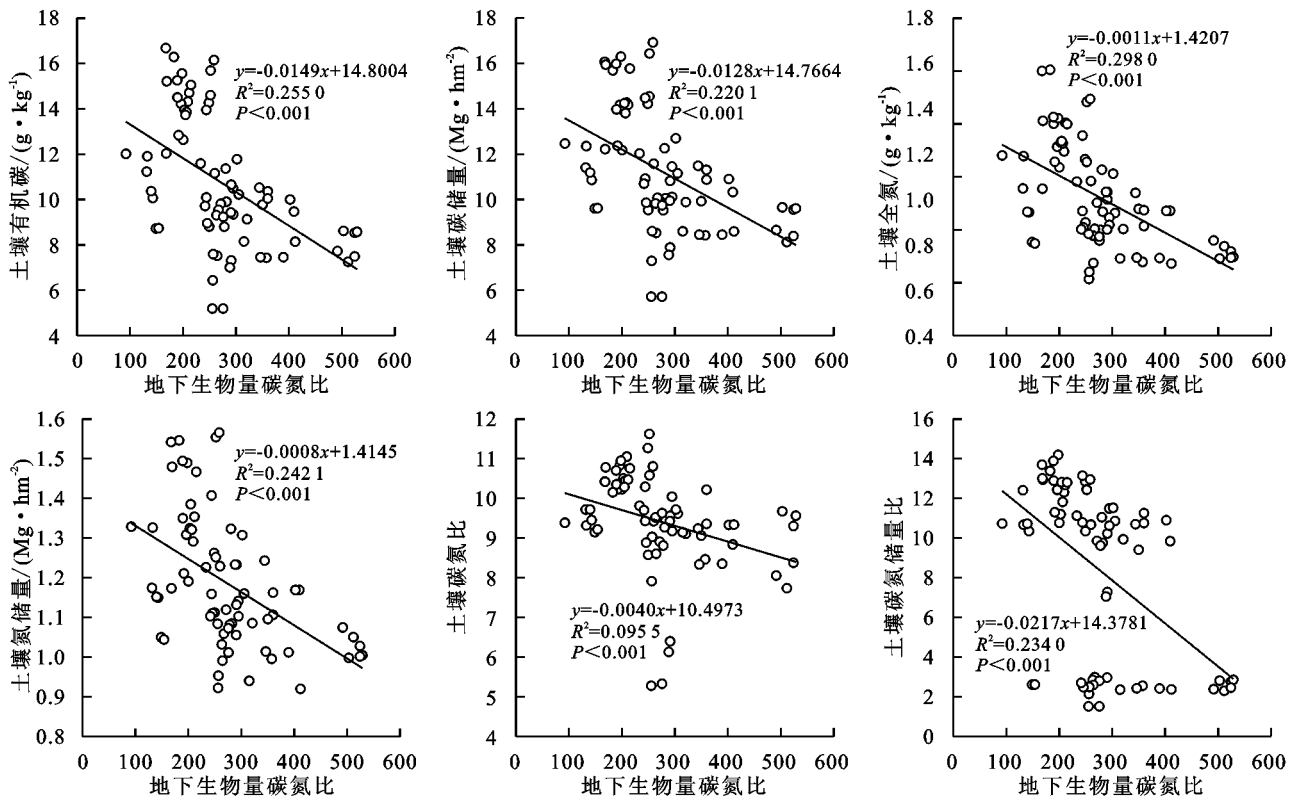 18
16
14
12
10
8
6
4
土壤有机碳/(g·kg⁻¹)
y=-0.0149x+14.8004
R²=0.255 0
P<0.001
0 100 200 300 400 500 600
地下生物量碳氮比
18
16
14
12
10
8
6
4
土壤碳储量/(Mg·hm⁻²)
y=-0.0128x+14.7664
R²=0.220 1
P<0.001
0 100 200 300 400 500 600
地下生物量碳氮比
1.8
1.6
1.4
1.2
1.0
0.8
0.6
0.4
土壤全氮/(g·kg⁻¹)
y=-0.0011x+1.4207
R²=0.298 0
P<0.001
0 100 200 300 400 500 600
地下生物量碳氮比
1.6
1.5
1.4
1.3
1.2
1.1
1.0
0.9
0.8
土壤氮储量/(Mg·hm⁻²)
y=-0.0008x+1.4145
R²=0.242 1
P<0.001
0 100 200 300 400 500 600
地下生物量碳氮比
12
11
10
9
8
7
6
5
4
土壤碳氮比
y=-0.0040x+10.4973
R²=0.095 5
P<0.001
0 100 200 300 400 500 600
地下生物量碳氮比
16
14
12
10
8
6
4
2
0
土壤碳氮储量比
y=-0.0217x+14.3781
R²=0.234 0
P<0.001
0 100 200 300 400 500 600
地下生物量碳氮比